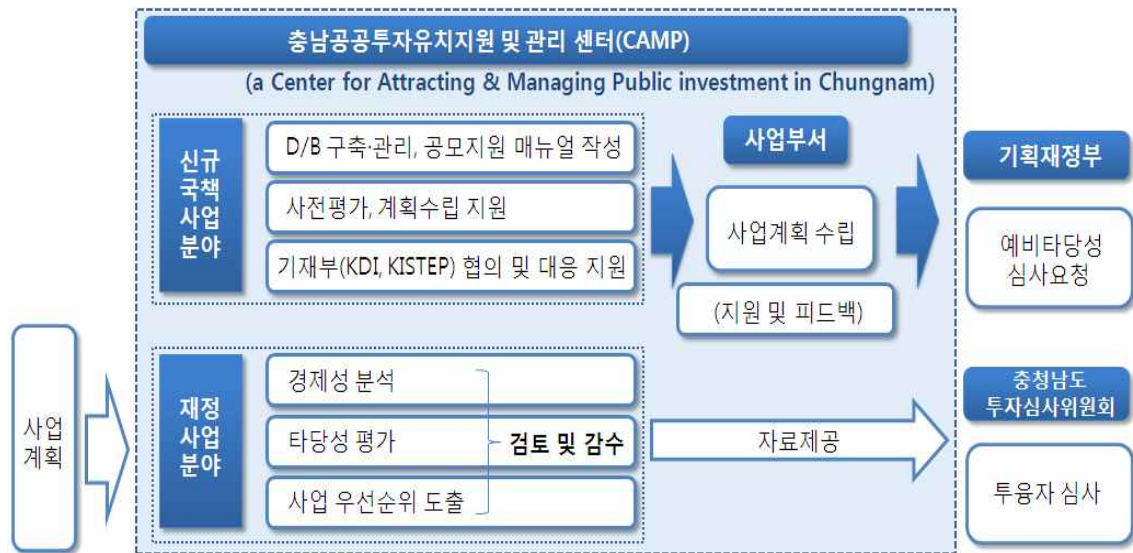 충남공공투자유치지원 및 관리 센터(CAMP)
(a Center for Attracting & Managing Public investment in Chungnam)
신규
국책
사업
분야
D/B 구축·관리, 공모지원 매뉴얼 작성
사전평가, 계획수립 지원
기재부(KDI, KISTEP) 협의 및 대응 지원
사업부서
사업계획 수립
(지원 및 피드백)
기획재정부
예비타당성
심사요청
사업
계획
재정
사업
분야
경제성 분석
타당성 평가
사업 우선순위 도출
검토 및 감수
자료제공
충청남도
투자심사위원회
투융자 심사